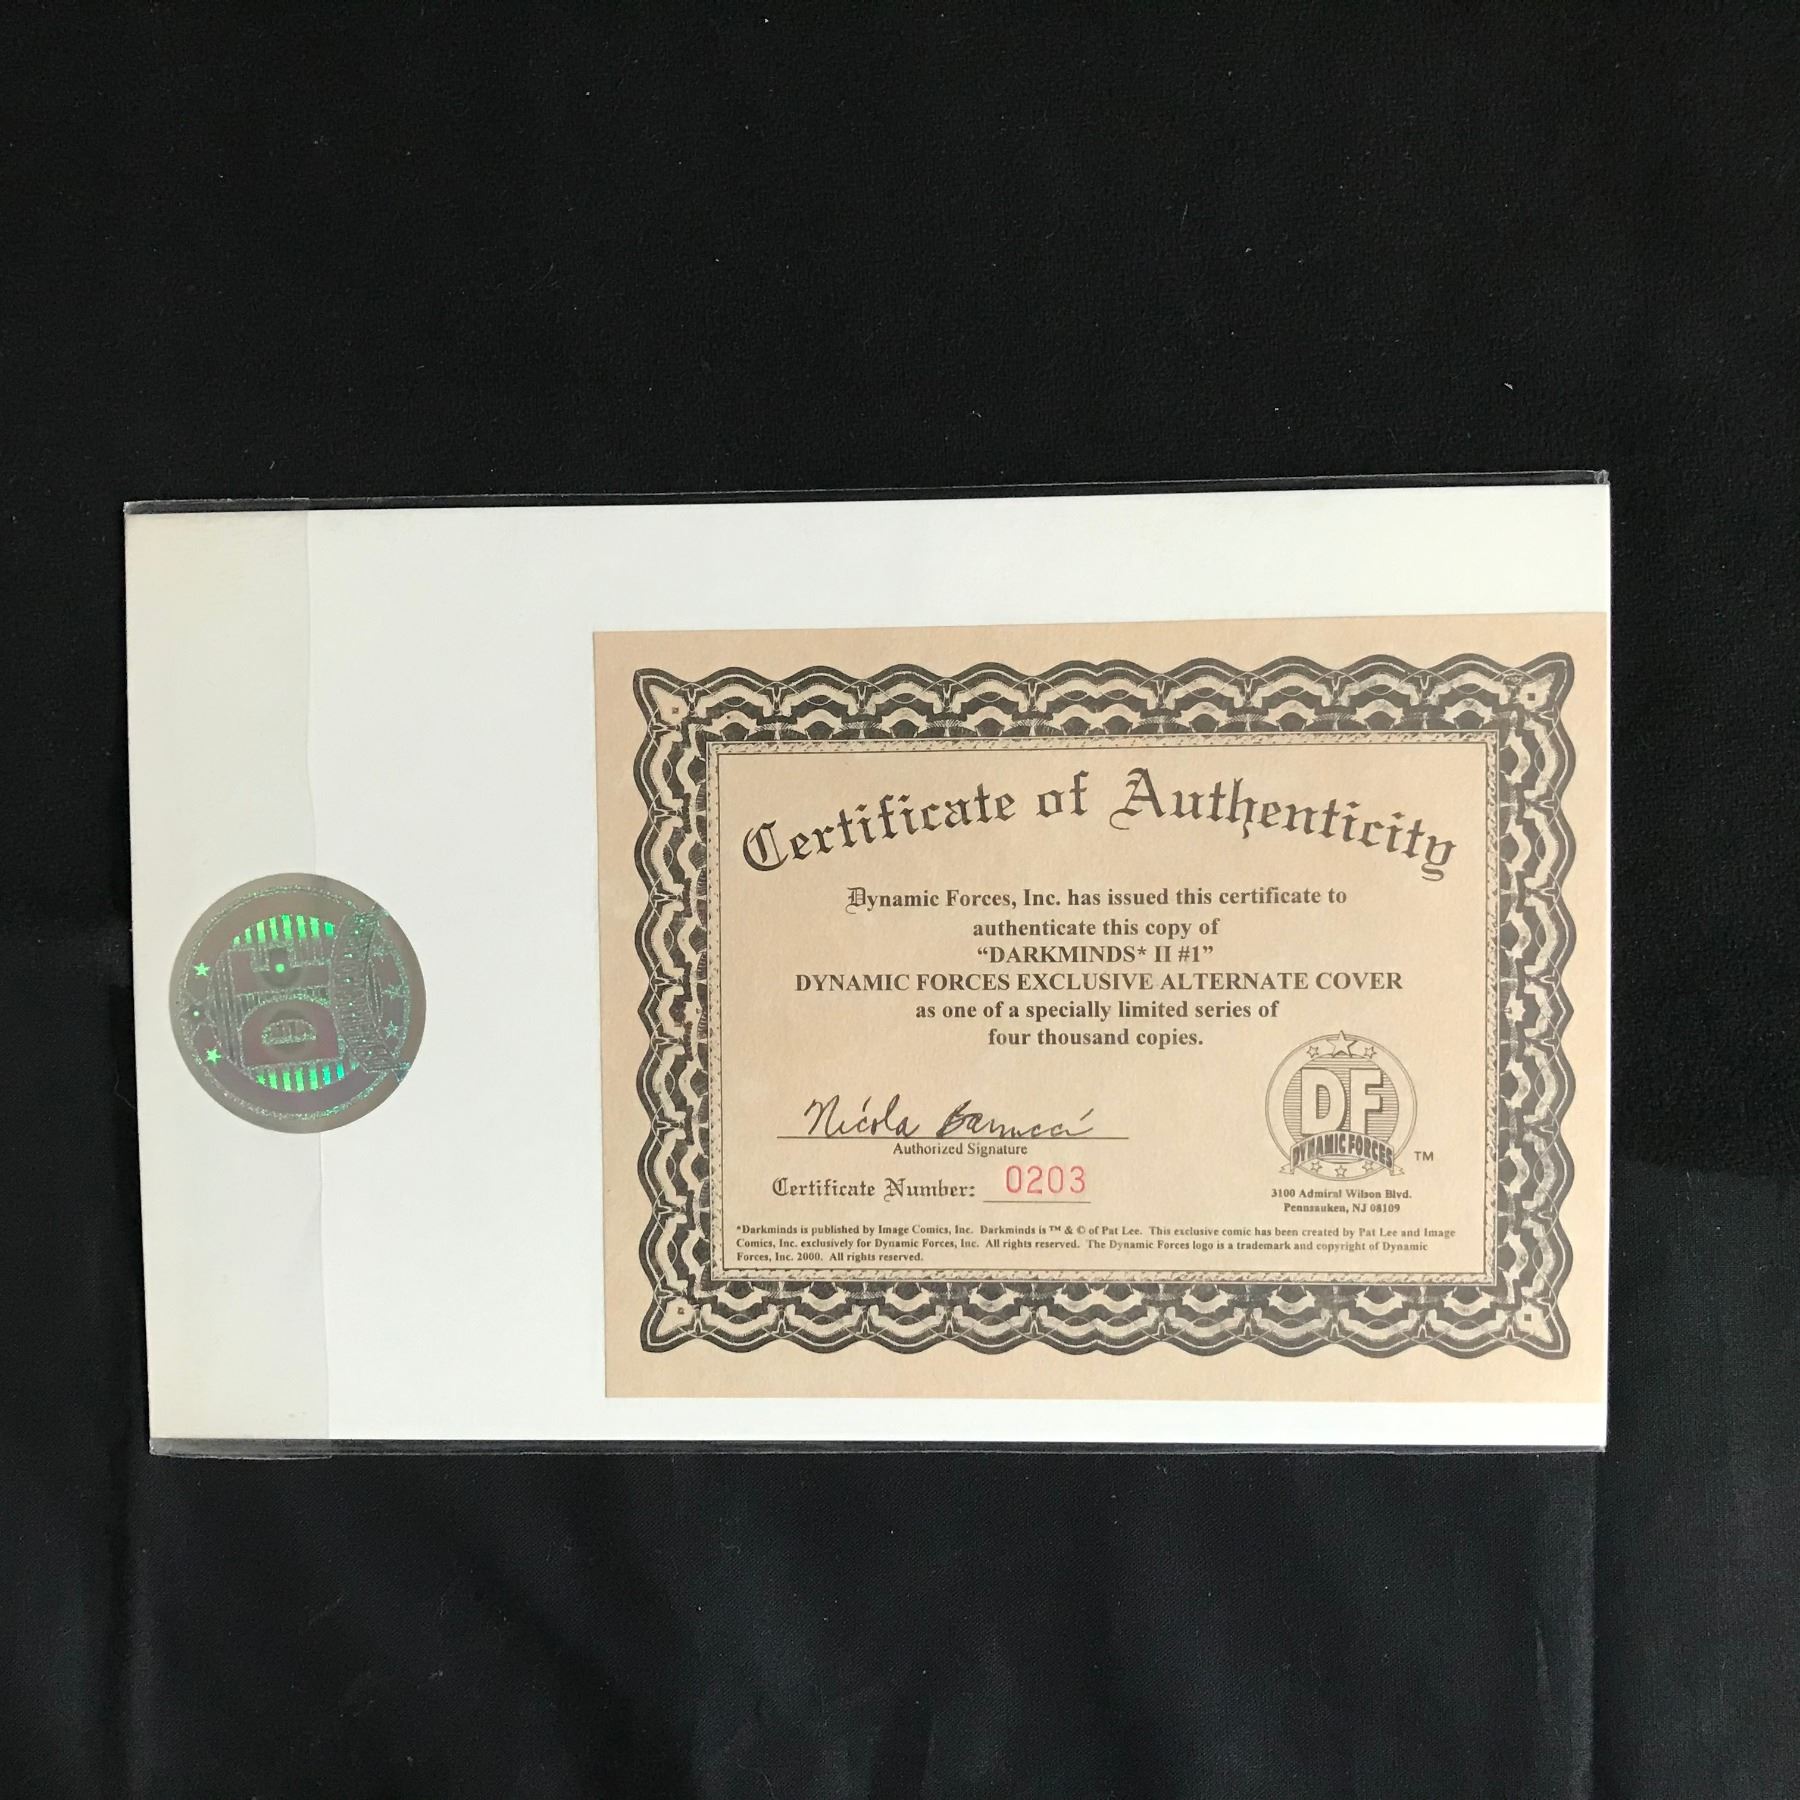 Certificate of Authenticity
Dynamic Forces, Inc. has issued this certificate to
authenticate this copy of
“DARKMINDS* II #1”
DYNAMIC FORCES EXCLUSIVE ALTERNATE COVER
as one of a specially limited series of
four thousand copies.
Nicola Barrucci
Authorized Signature
Certificate Number: 0203
DF
DYNAMIC FORCES
TM
3100 Admiral Wilson Blvd.
Pennsauken, NJ 08109
*Darkminds is published by Image Comics, Inc. Darkminds is ™ & © of Pat Lee. This exclusive comic has been created by Pat Lee and Image
Comics, Inc. exclusively for Dynamic Forces, Inc. All rights reserved. The Dynamic Forces logo is a trademark and copyright of Dynamic
Forces, Inc. 2000. All rights reserved.
DF